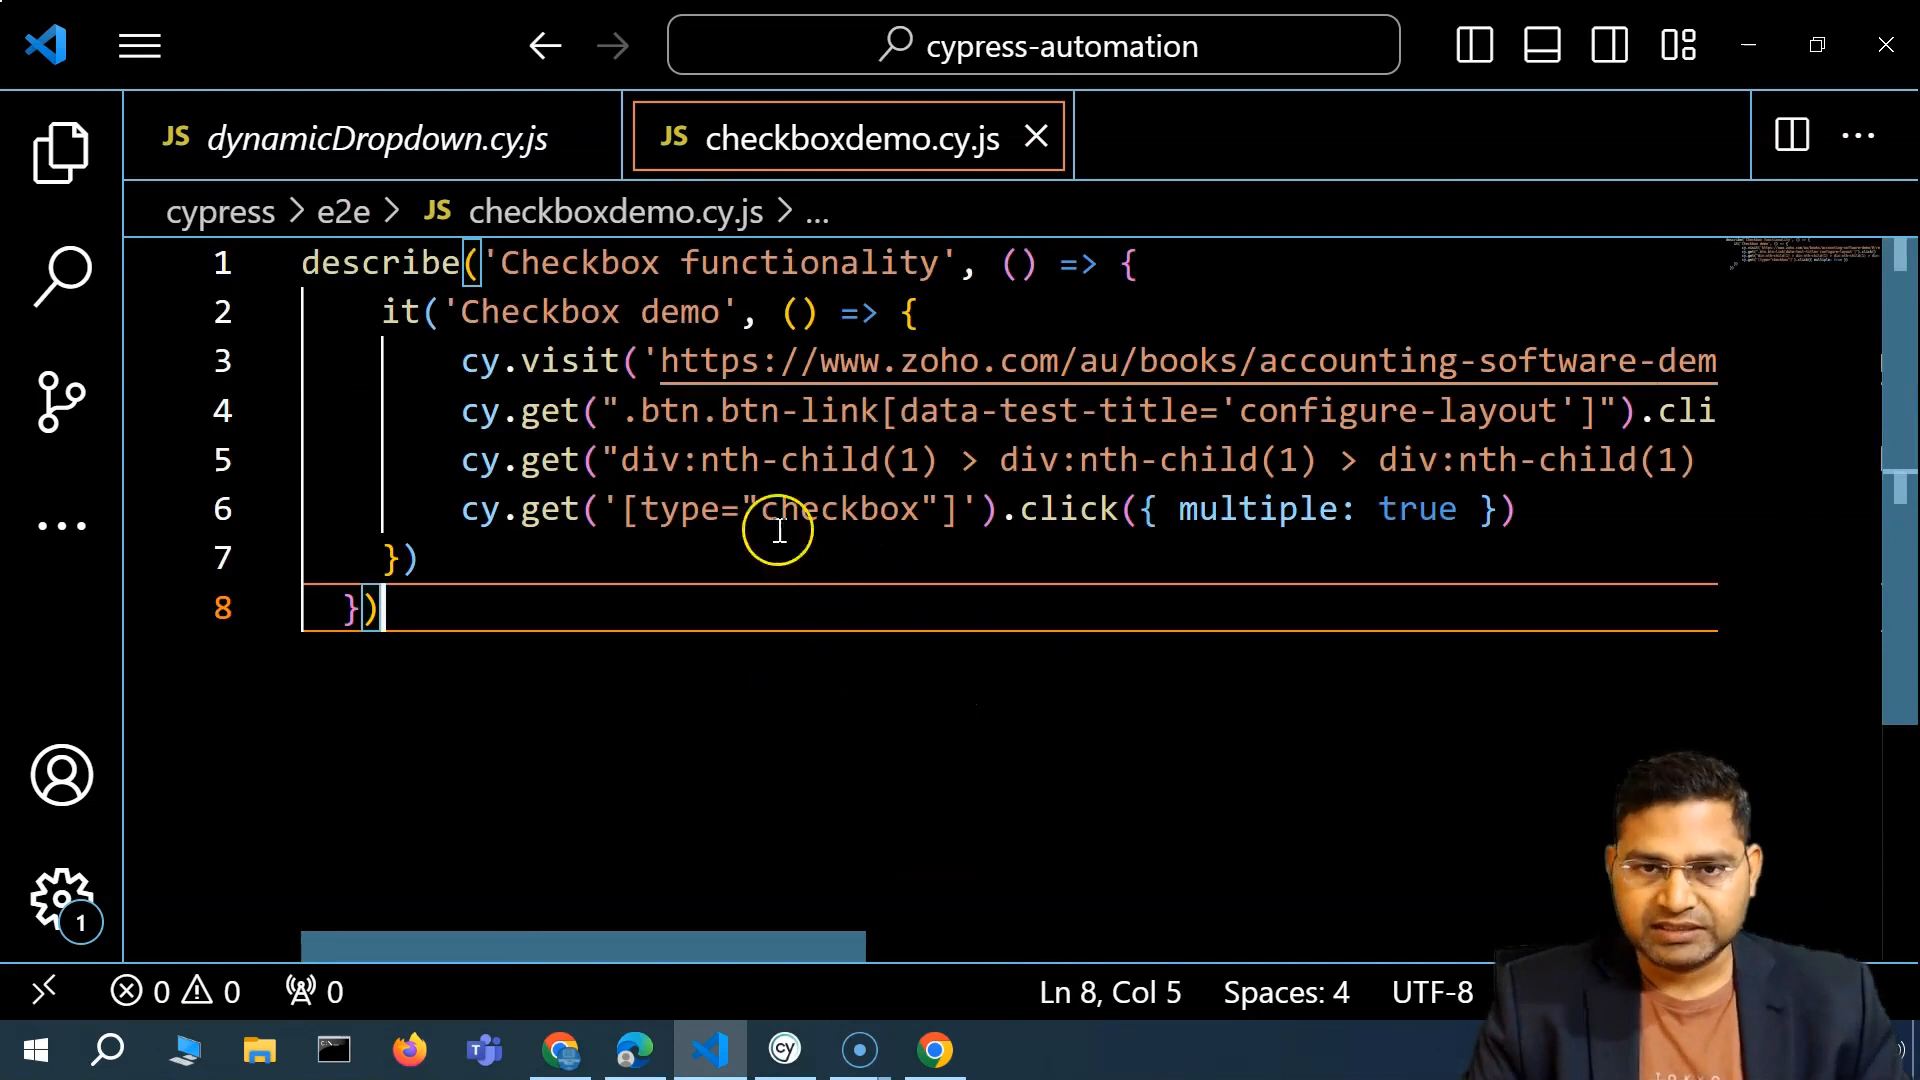 cypress-automation
JS dynamicDropdown.cy.js
JS checkboxdemo.cy.js
cypress > e2e > JS checkboxdemo.cy.js > ...
1 describe('Checkbox functionality', () => {
2 it('Checkbox demo', () => {
3 cy.visit('https://www.zoho.com/au/books/accounting-software-dem
4 cy.get(".btn.btn-link[data-test-title='configure-layout']").cli
5 cy.get("div:nth-child(1) > div:nth-child(1) > div:nth-child(1)
6 cy.get('[type="checkbox"]').click({ multiple: true })
7 })
8 })
1
0 0 0 Ln 8, Col 5 Spaces: 4 UTF-8
cy